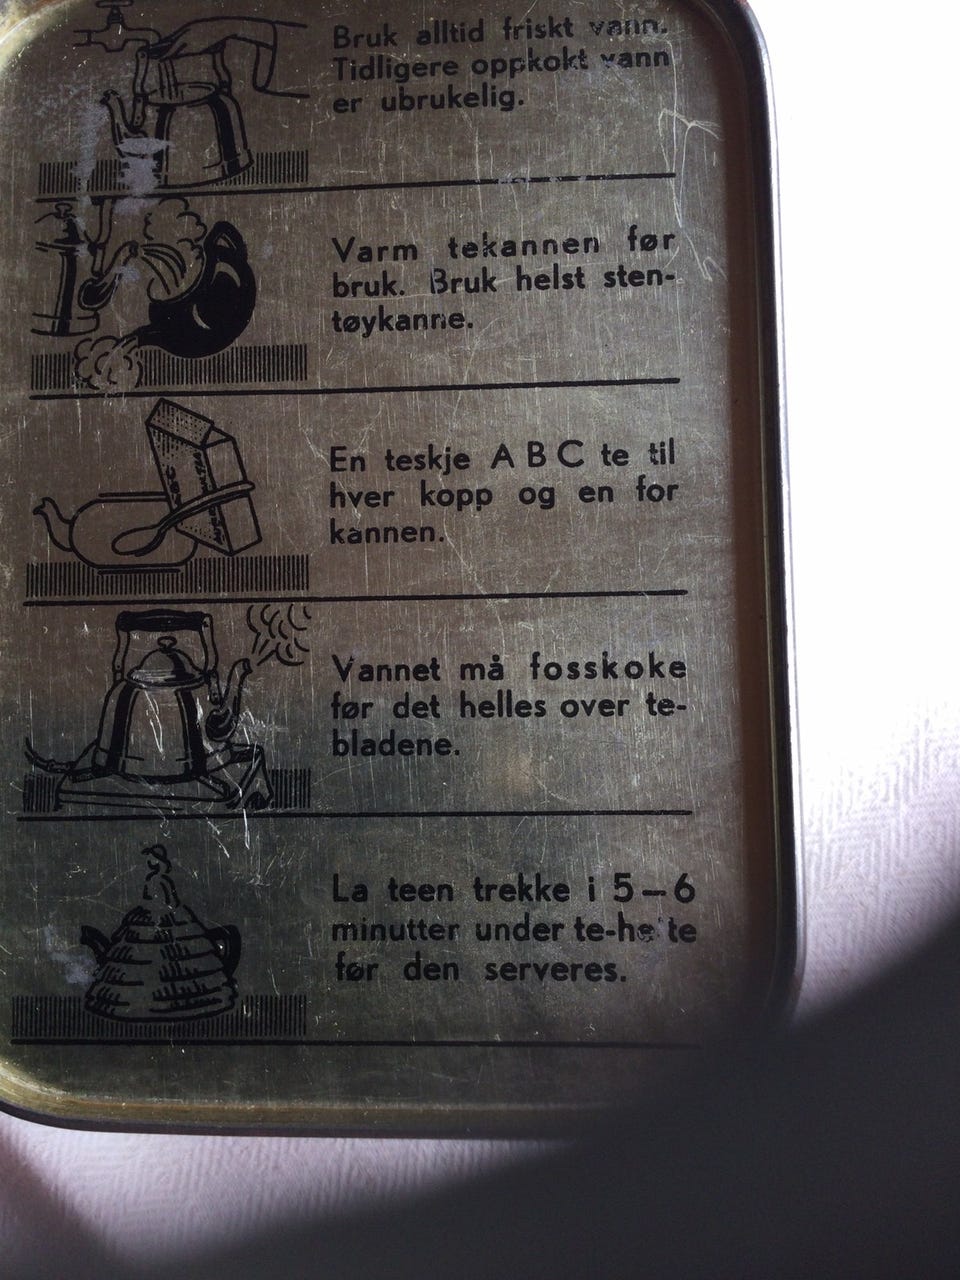 Bruk alltid friskt vann.
Tidligere oppkokt vann
er ubrukelig.
Varm tekannen før
bruk. Bruk helst sten-
tøykanne.
En teskje ABC te til
hver kopp og en for
kannen.
Vannet må fosskoke
før det helles over te-
bladene.
La teen trekke i 5–6
minutter under te-hette
før den serveres.